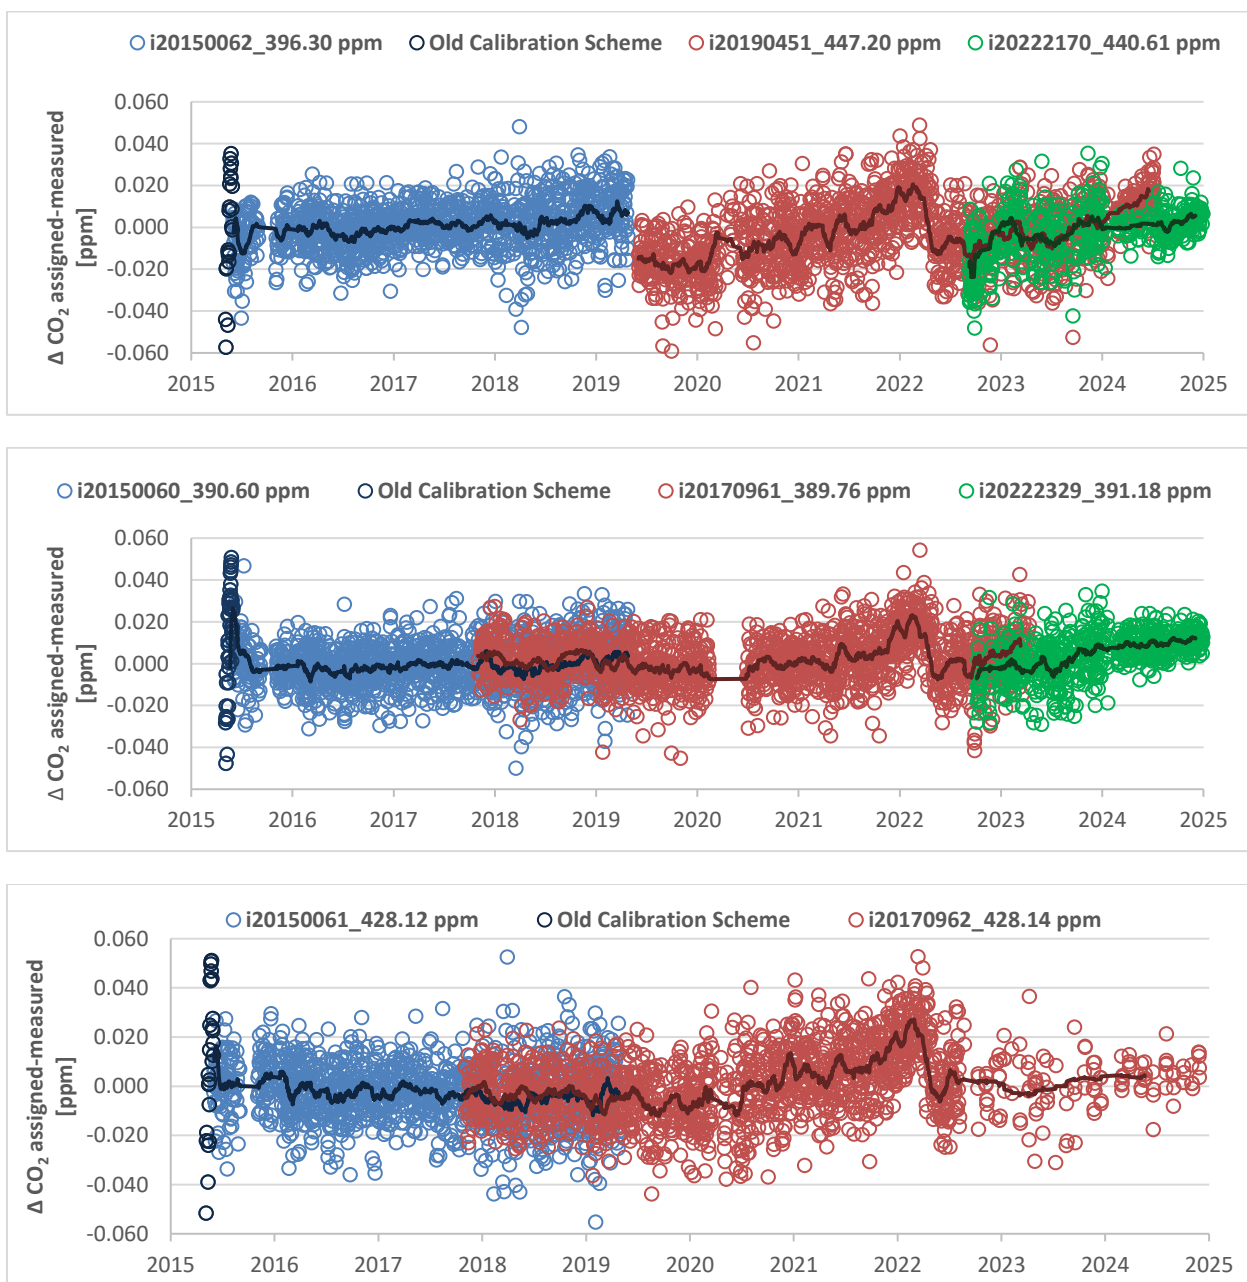 i20150062_396.30 ppm Old Calibration Scheme i20190451_447.20 ppm i20222170_440.61 ppm
Δ CO2 assigned-measured
[ppm]
0.060
0.040
0.020
0.000
-0.020
-0.040
-0.060
2015 2016 2017 2018 2019 2020 2021 2022 2023 2024 2025
i20150060_390.60 ppm Old Calibration Scheme i20170961_389.76 ppm i20222329_391.18 ppm
Δ CO2 assigned-measured
[ppm]
0.060
0.040
0.020
0.000
-0.020
-0.040
-0.060
2015 2016 2017 2018 2019 2020 2021 2022 2023 2024 2025
i20150061_428.12 ppm Old Calibration Scheme i20170962_428.14 ppm
Δ CO2 assigned-measured
[ppm]
0.060
0.040
0.020
0.000
-0.020
-0.040
-0.060
2015 2016 2017 2018 2019 2020 2021 2022 2023 2024 2025